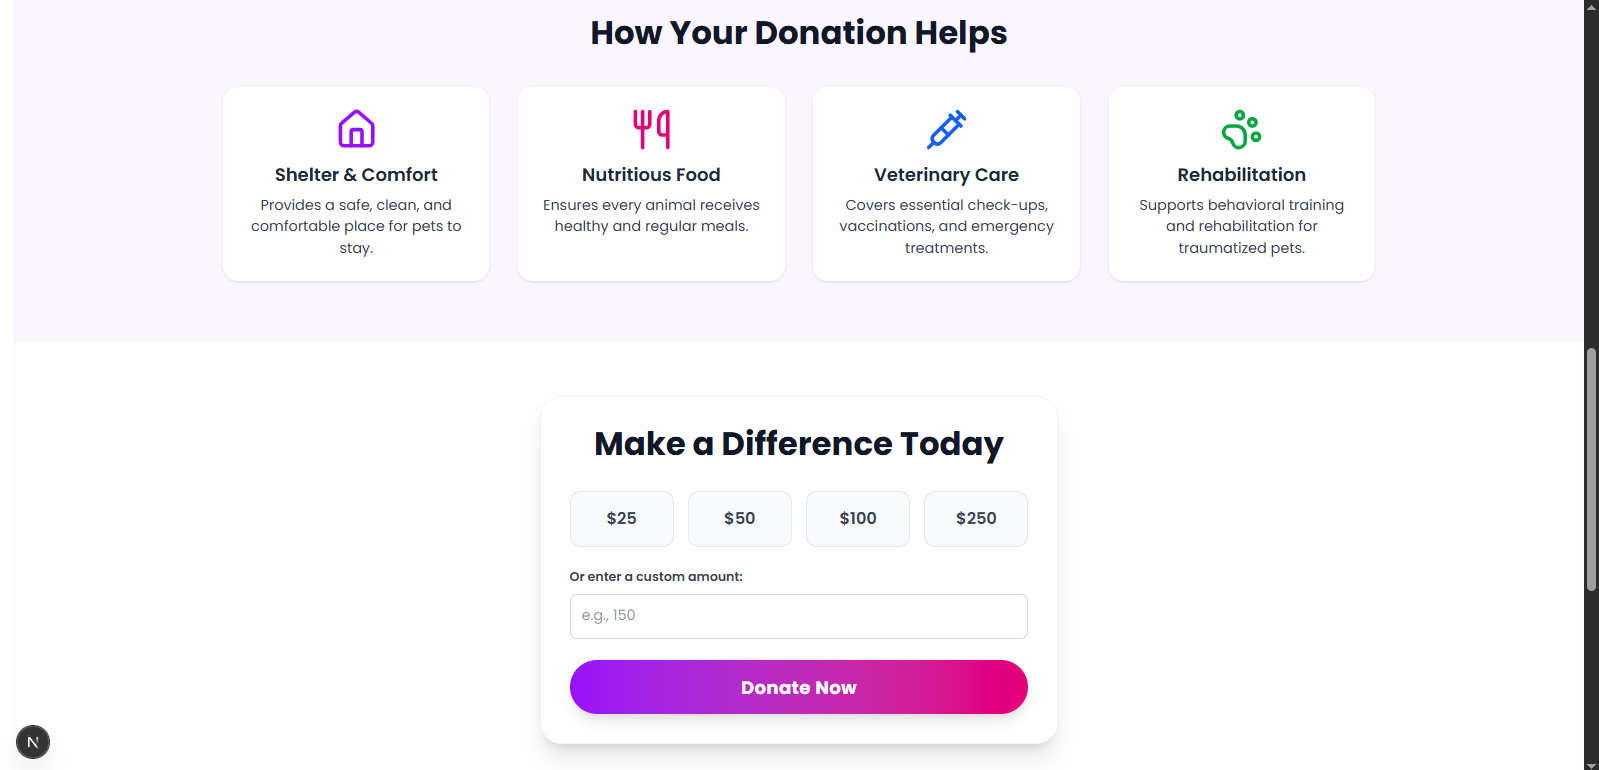 How Your Donation Helps
Shelter & Comfort
Provides a safe, clean, and
comfortable place for pets to
stay.
Nutritious Food
Ensures every animal receives
healthy and regular meals.
Veterinary Care
Covers essential check-ups,
vaccinations, and emergency
treatments.
Rehabilitation
Supports behavioral training
and rehabilitation for
traumatized pets.
Make a Difference Today
$25
$50
$100
$250
Or enter a custom amount:
e.g., 150
Donate Now
N